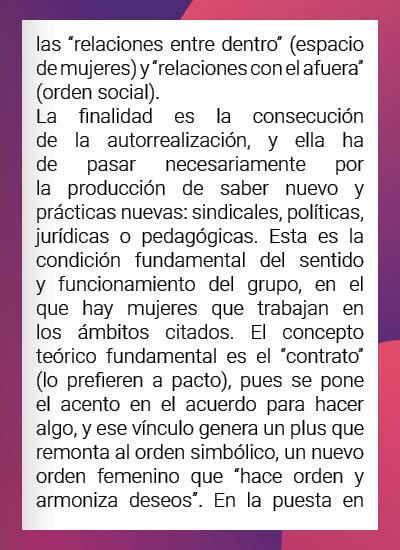 las “relaciones entre dentro” (espacio
de mujeres) y “relaciones con el afuera”
(orden social).
La finalidad es la consecución
de la autorrealización, y ella ha
de pasar necesariamente por
la producción de saber nuevo y
prácticas nuevas: sindicales, políticas,
jurídicas o pedagógicas. Esta es la
condición fundamental del sentido
y funcionamiento del grupo, en el
que hay mujeres que trabajan en
los ámbitos citados. El concepto
teórico fundamental es el “contrato”
(lo prefieren a pacto), pues se pone
el acento en el acuerdo para hacer
algo, y ese vínculo genera un plus que
remonta al orden simbólico, un nuevo
orden femenino que “hace orden y
armoniza deseos”. En la puesta en